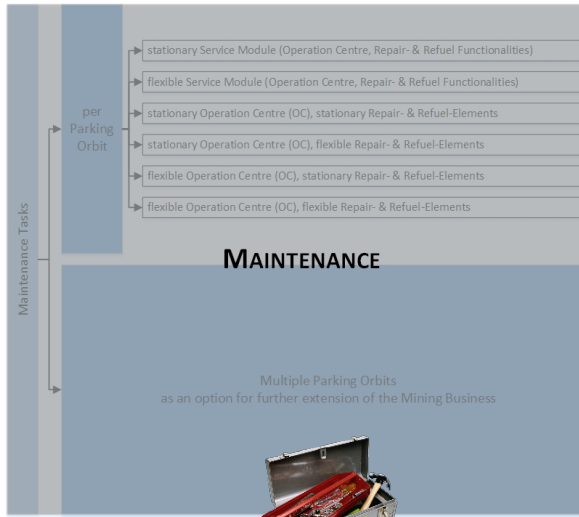 Maintenance Tasks
per
Parking
Orbit
stationary Service Module (Operation Centre, Repair- & Refuel Functionalities)
flexible Service Module (Operation Centre, Repair- & Refuel Functionalities)
stationary Operation Centre (OC), stationary Repair- & Refuel-Elements
stationary Operation Centre (OC), flexible Repair- & Refuel-Elements
flexible Operation Centre (OC), stationary Repair- & Refuel-Elements
flexible Operation Centre (OC), flexible Repair- & Refuel-Elements
MAINTENANCE
Multiple Parking Orbits
as an option for further extension of the Mining Business